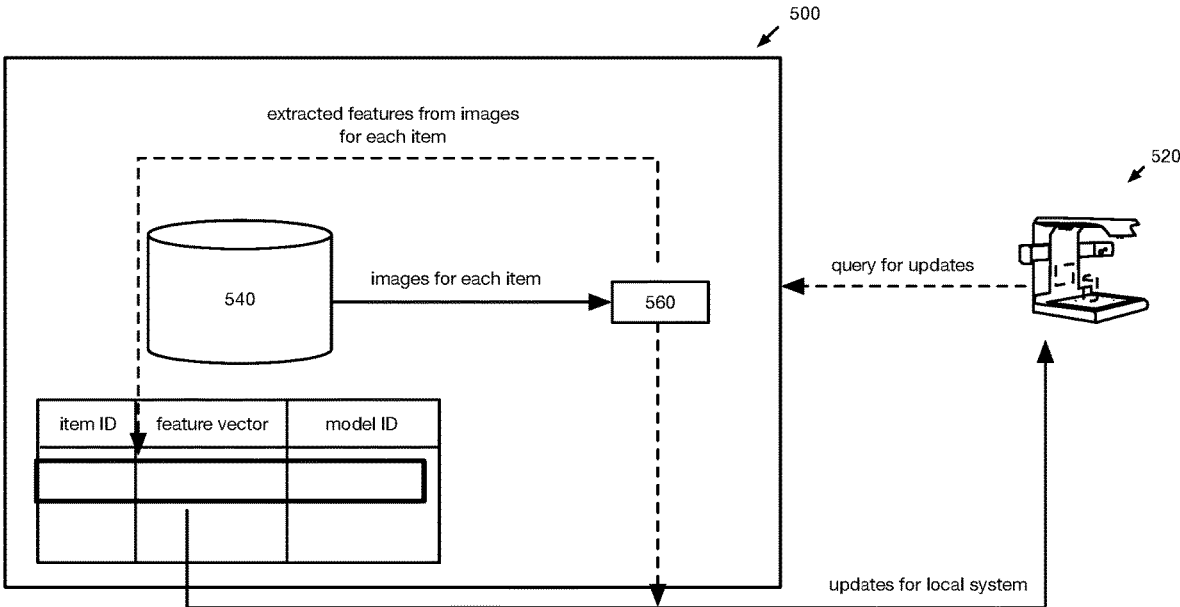 500
extracted features from images
for each item
520
540
images for each item
560
query for updates
item ID
feature vector
model ID
updates for local system